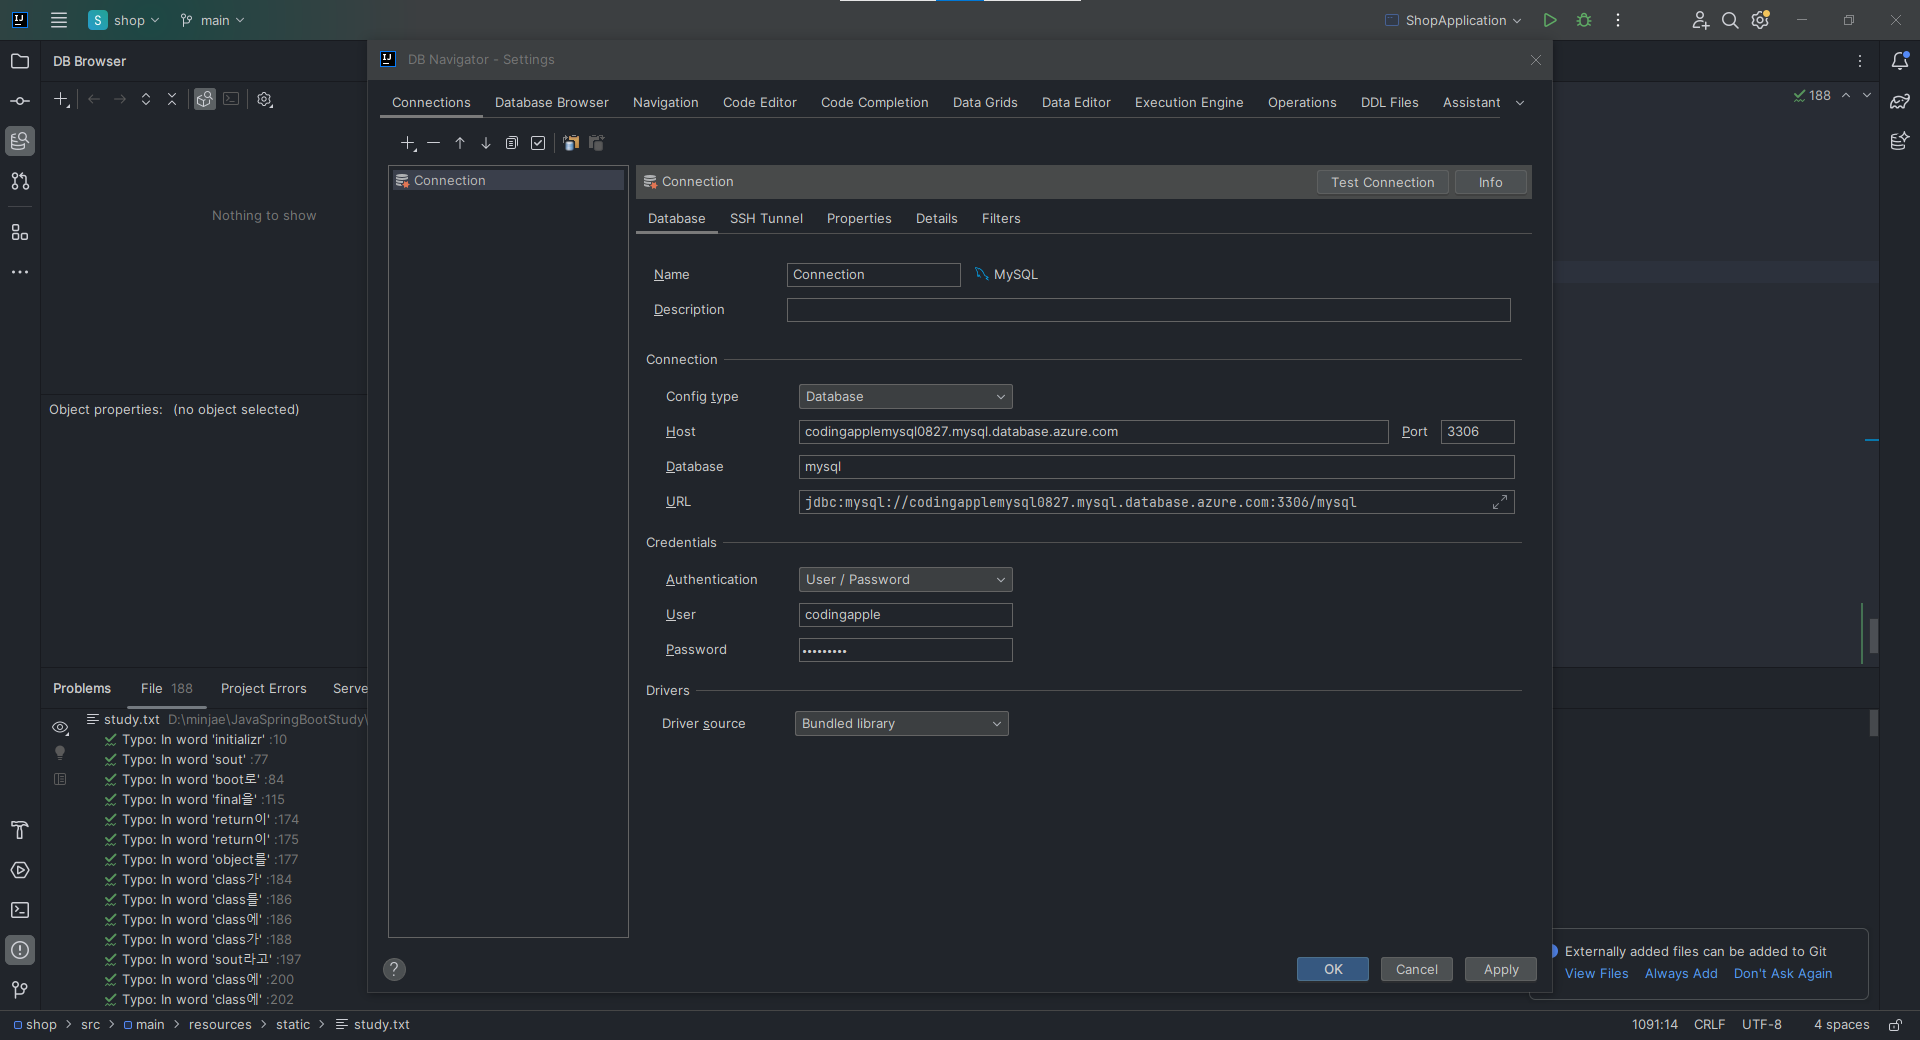 S shop main ShopApplication
DB Browser
DB Navigator - Settings
Connections Database Browser Navigation Code Editor Code Completion Data Grids Data Editor Execution Engine Operations DDL Files Assistant
188
Nothing to show
Object properties: (no object selected)
Connection
Connection Test Connection Info
Database SSH Tunnel Properties Details Filters
Name Connection MySQL
Description
Connection
Config type Database
Host codingapplemysql0827.mysql.database.azure.com Port 3306
Database mysql
URL jdbc:mysql://codingapplemysql0827.mysql.database.azure.com:3306/mysql
Credentials
Authentication User / Password
User codingapple
Password •••••••••
Drivers
Driver source Bundled library
? OK Cancel Apply
Problems File 188 Project Errors Serve
study.txt D:\minjae\JavaSpringBootStudy\
Typo: In word 'initializr' :10
Typo: In word 'sout' :77
Typo: In word 'boot로' :84
Typo: In word 'final을' :115
Typo: In word 'return이' :174
Typo: In word 'return이' :175
Typo: In word 'object를' :177
Typo: In word 'class가' :184
Typo: In word 'class를' :186
Typo: In word 'class에' :186
Typo: In word 'class가' :188
Typo: In word 'sout라고' :197
Typo: In word 'class에' :200
Typo: In word 'class에' :202
Externally added files can be added to Git
View Files Always Add Don't Ask Again
shop > src > main > resources > static > study.txt 1091:14 CRLF UTF-8 4 spaces